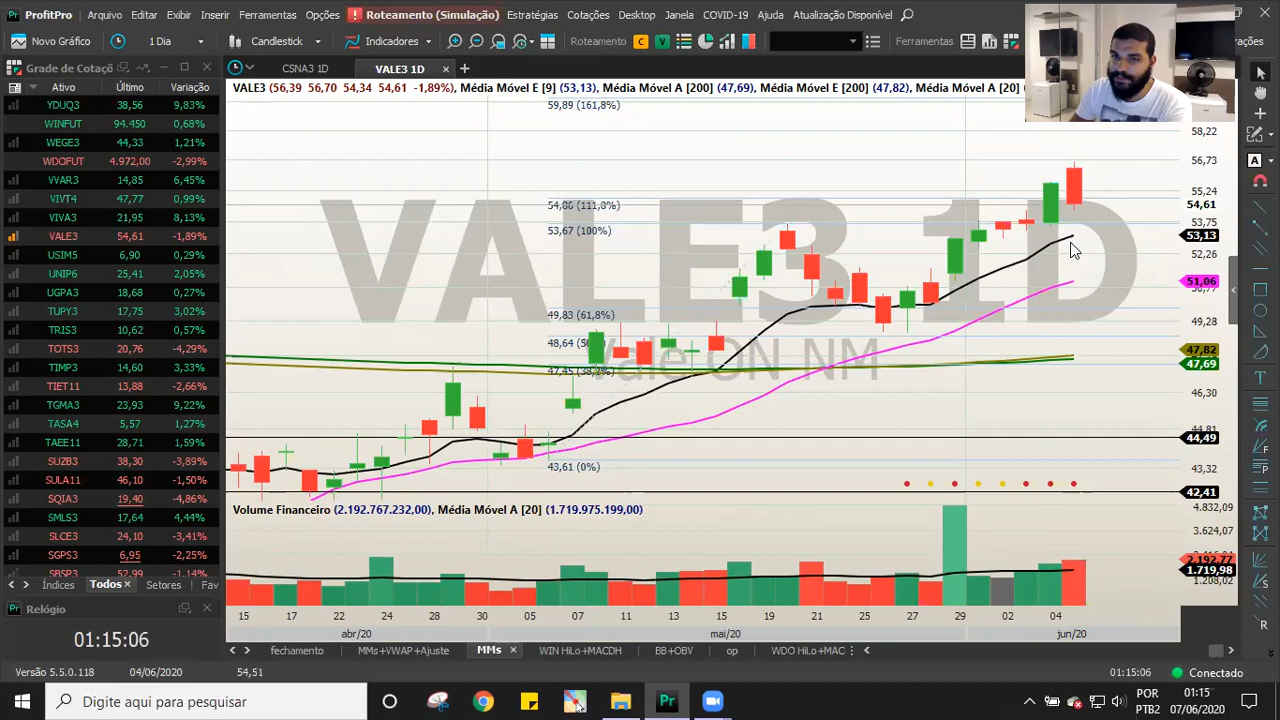 ProfitPro
Arquivo
Editar
Exibir
Inserir
Ferramentas
Opções
Roteamento (Simulação)
Estratégias
Cotações
Desktop
Janela
COVID-19
Ajuda
Atualização Disponível
Novo Gráfico
1 Dia
Candlestick
Indicadores
Roteamento
C
V
Ferramentas
Grade de Cotaçõ
CSNA3 1D
VALE3 1D
Ativo Último Variação
YDUQ3 38,56 9,83%
WINFUT 94.450 0,68%
WEGE3 44,33 1,21%
WDOFUT 4.972,00 -2,99%
VVAR3 14,85 6,45%
VIVT4 47,77 0,99%
VIVA3 21,95 8,13%
VALE3 54,61 -1,89%
USIM5 6,90 0,29%
UNIP6 25,41 2,05%
UGPA3 18,68 0,27%
TUPY3 18,37 0,33%
TRIS3 10,62 0,57%
TOTS3 20,76 -4,29%
TIMP3 14,60 3,33%
TIET11 13,88 -2,66%
TGMA3 23,93 9,22%
TASA4 5,57 1,27%
TAEE11 28,71 1,59%
SUZB3 38,30 -3,89%
SULA11 46,10 -1,50%
SQIA3 19,40 -4,86%
SMLS3 17,64 4,44%
SLCE3 24,10 -3,41%
SGPS3 6,95 -2,25%
SBSP3 52,99 -1,14%
Índices
Todos
Setores
Fav
Relógio
01:15:06
VALE3 (56,39 56,70 54,34 54,61 -1,89%), Média Móvel E [9] (53,13), Média Móvel A [200] (47,69), Média Móvel E [200] (47,82), Média Móvel A [20] (
VALE3 1D
Vale ON NM
59,89 (161,8%)
54,86 (111,8%)
53,67 (100%)
49,83 (61,8%)
47,45 (38,2%)
43,61 (0%)
58,22
56,73
55,24
54,61
53,75
53,13
52,26
51,06
49,28
47,82
47,69
46,30
44,49
43,32
42,41
Volume Financeiro (2.192.767.232,00), Média Móvel A [20] (1.719.975.199,00)
4.832,09
3.624,07
2.192,77
1.719,98
1.208,02
15 17 22 24 28 30 05 07 11 13 15 19 21 25 27 29 02 04
abr/20
mai/20
jun/20
fechamento
MMs+VWAP+Ajuste
MMs
WIN HiLo+MACDH
BB+OBV
op
WDO HiLo+MAC
Versão 5.5.0.118
04/06/2020
54,51
01:15:06
Conectado
Digite aqui para pesquisar
Pr
POR
PTB2
01:15
07/06/2020